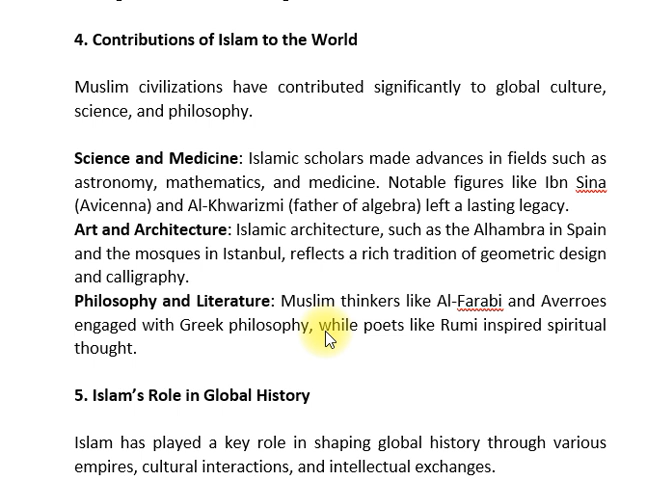 4. Contributions of Islam to the World
Muslim civilizations have contributed significantly to global culture,
science, and philosophy.
Science and Medicine: Islamic scholars made advances in fields such as
astronomy, mathematics, and medicine. Notable figures like Ibn Sina
(Avicenna) and Al-Khwarizmi (father of algebra) left a lasting legacy.
Art and Architecture: Islamic architecture, such as the Alhambra in Spain
and the mosques in Istanbul, reflects a rich tradition of geometric design
and calligraphy.
Philosophy and Literature: Muslim thinkers like Al-Farabi and Averroes
engaged with Greek philosophy, while poets like Rumi inspired spiritual
thought.
5. Islam’s Role in Global History
Islam has played a key role in shaping global history through various
empires, cultural interactions, and intellectual exchanges.